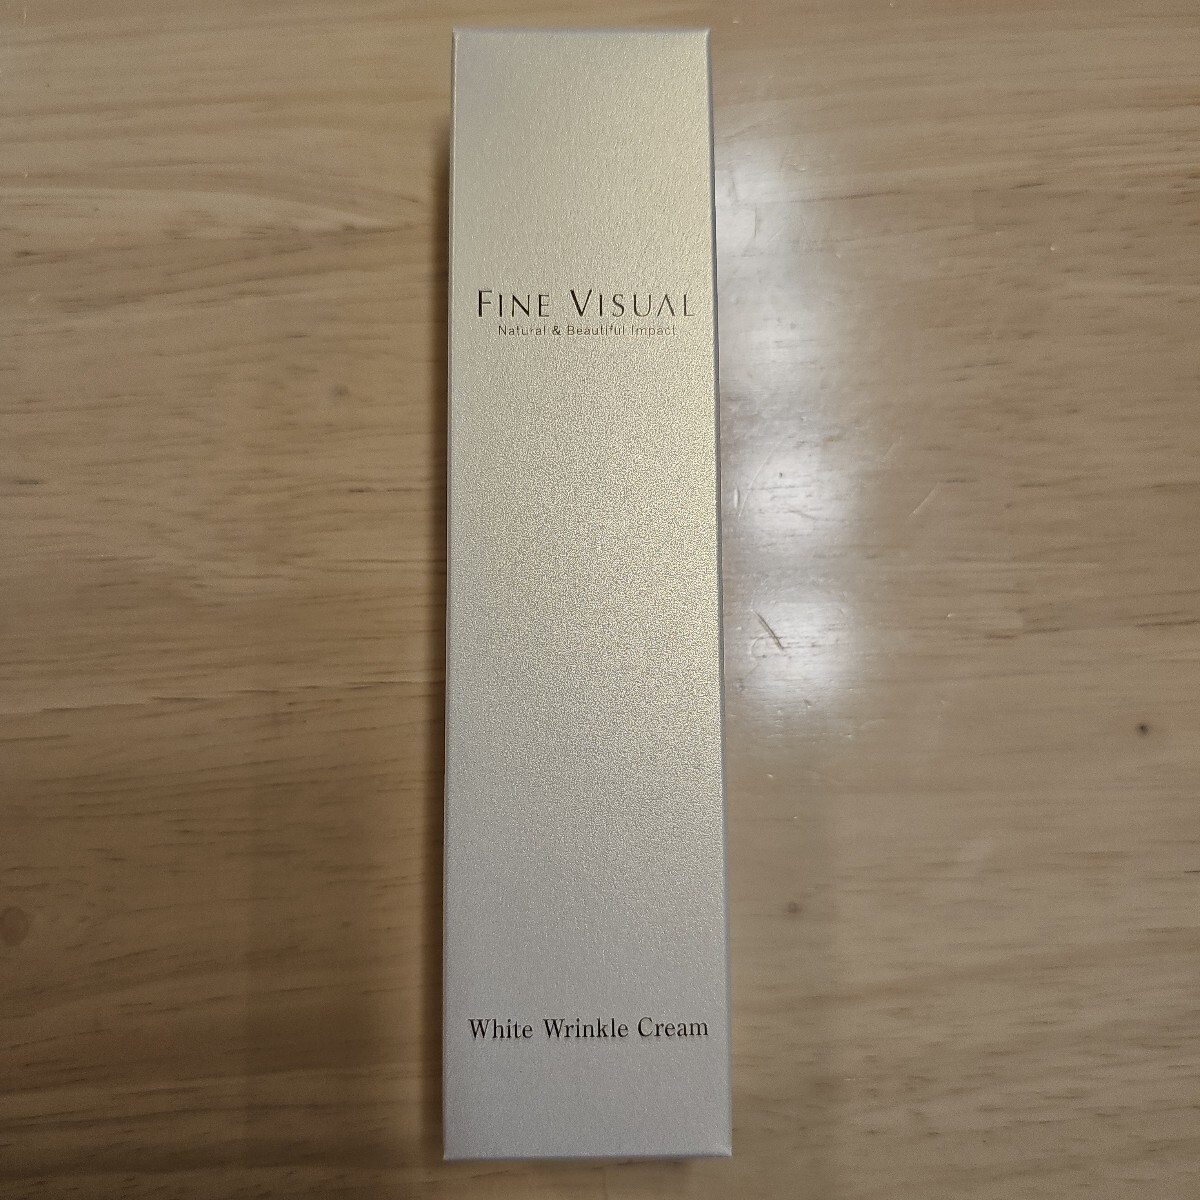 FINE VISUAL
Natural & Beautiful Impact
White Wrinkle Cream